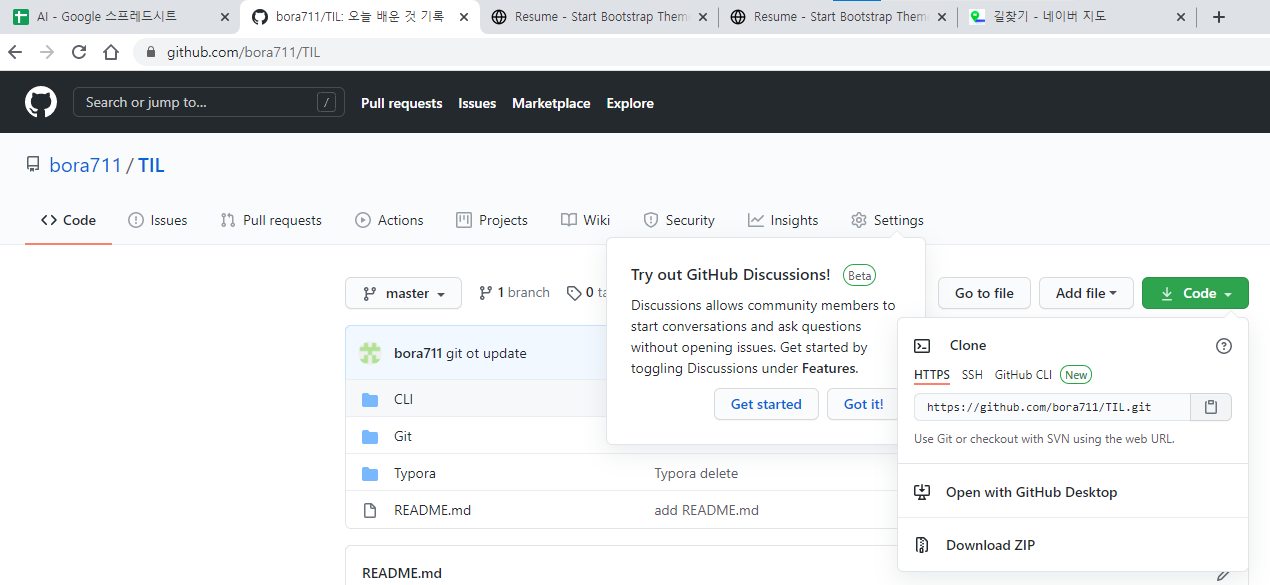 AI - Google 스프레드시트
bora711/TIL: 오늘 배운 것 기록
Resume - Start Bootstrap Theme
Resume - Start Bootstrap Theme
길찾기 - 네이버 지도
github.com/bora711/TIL
Search or jump to...
/
Pull requests
Issues
Marketplace
Explore
bora711 / TIL
Code
Issues
Pull requests
Actions
Projects
Wiki
Security
Insights
Settings
master
1 branch
0 ta
Go to file
Add file
Code
Try out GitHub Discussions! Beta
Discussions allows community members to
start conversations and ask questions
without opening issues. Get started by
toggling Discussions under Features.
Get started
Got it!
bora711 git ot update
CLI
Git
Typora
Typora delete
README.md
add README.md
README.md
Clone
HTTPS
SSH
GitHub CLI
New
https://github.com/bora711/TIL.git
Use Git or checkout with SVN using the web URL.
Open with GitHub Desktop
Download ZIP